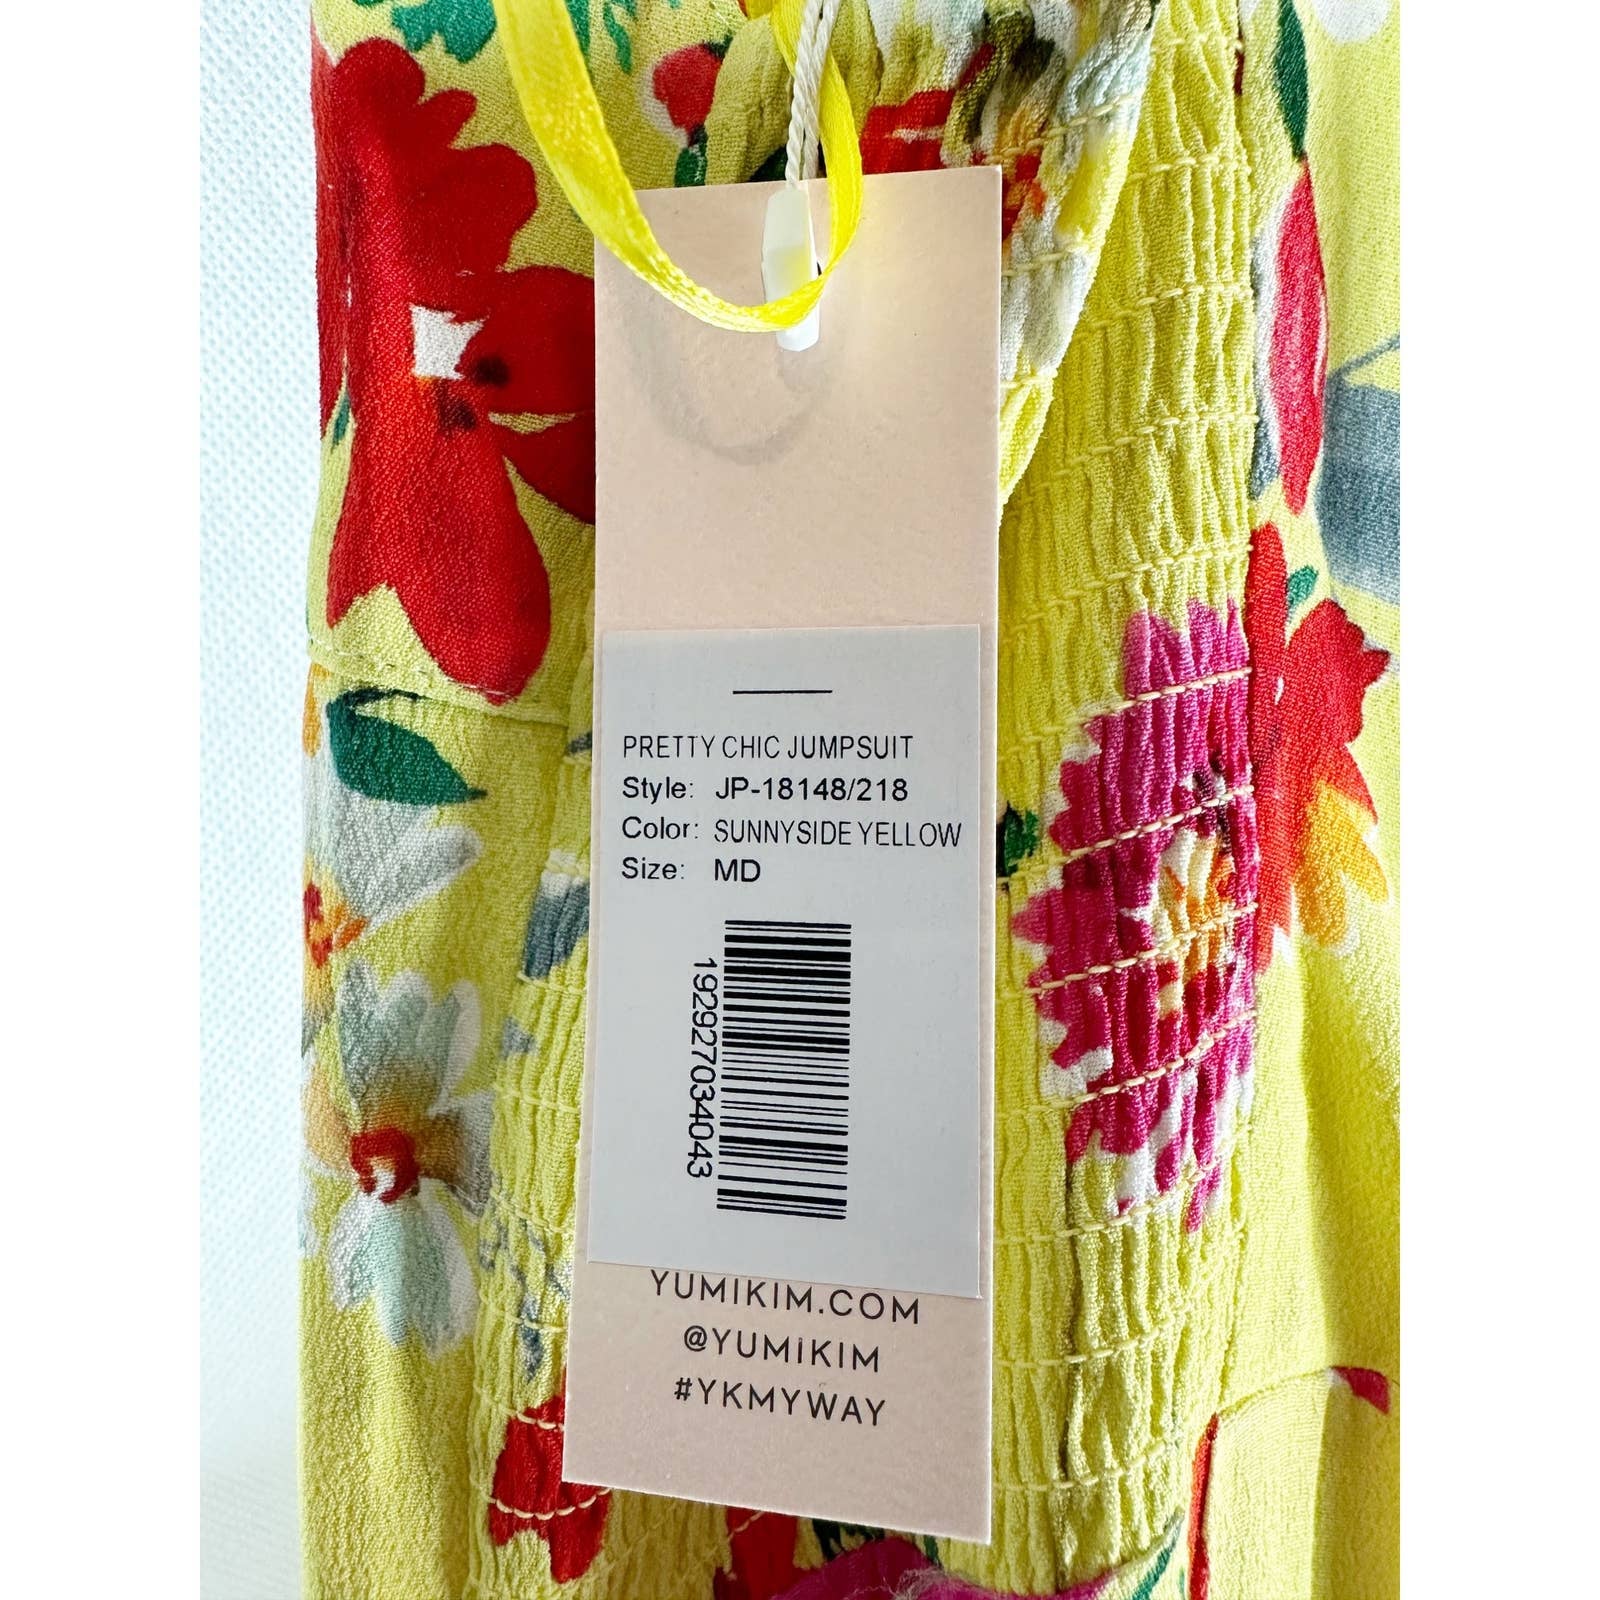 PRETTY CHIC JUMPSUIT
Style: JP-18148/218
Color: SUNNYSIDE YELLOW
Size: MD
192927034043
YUMIKIM.COM
@YUMIKIM
#YKMYWAY